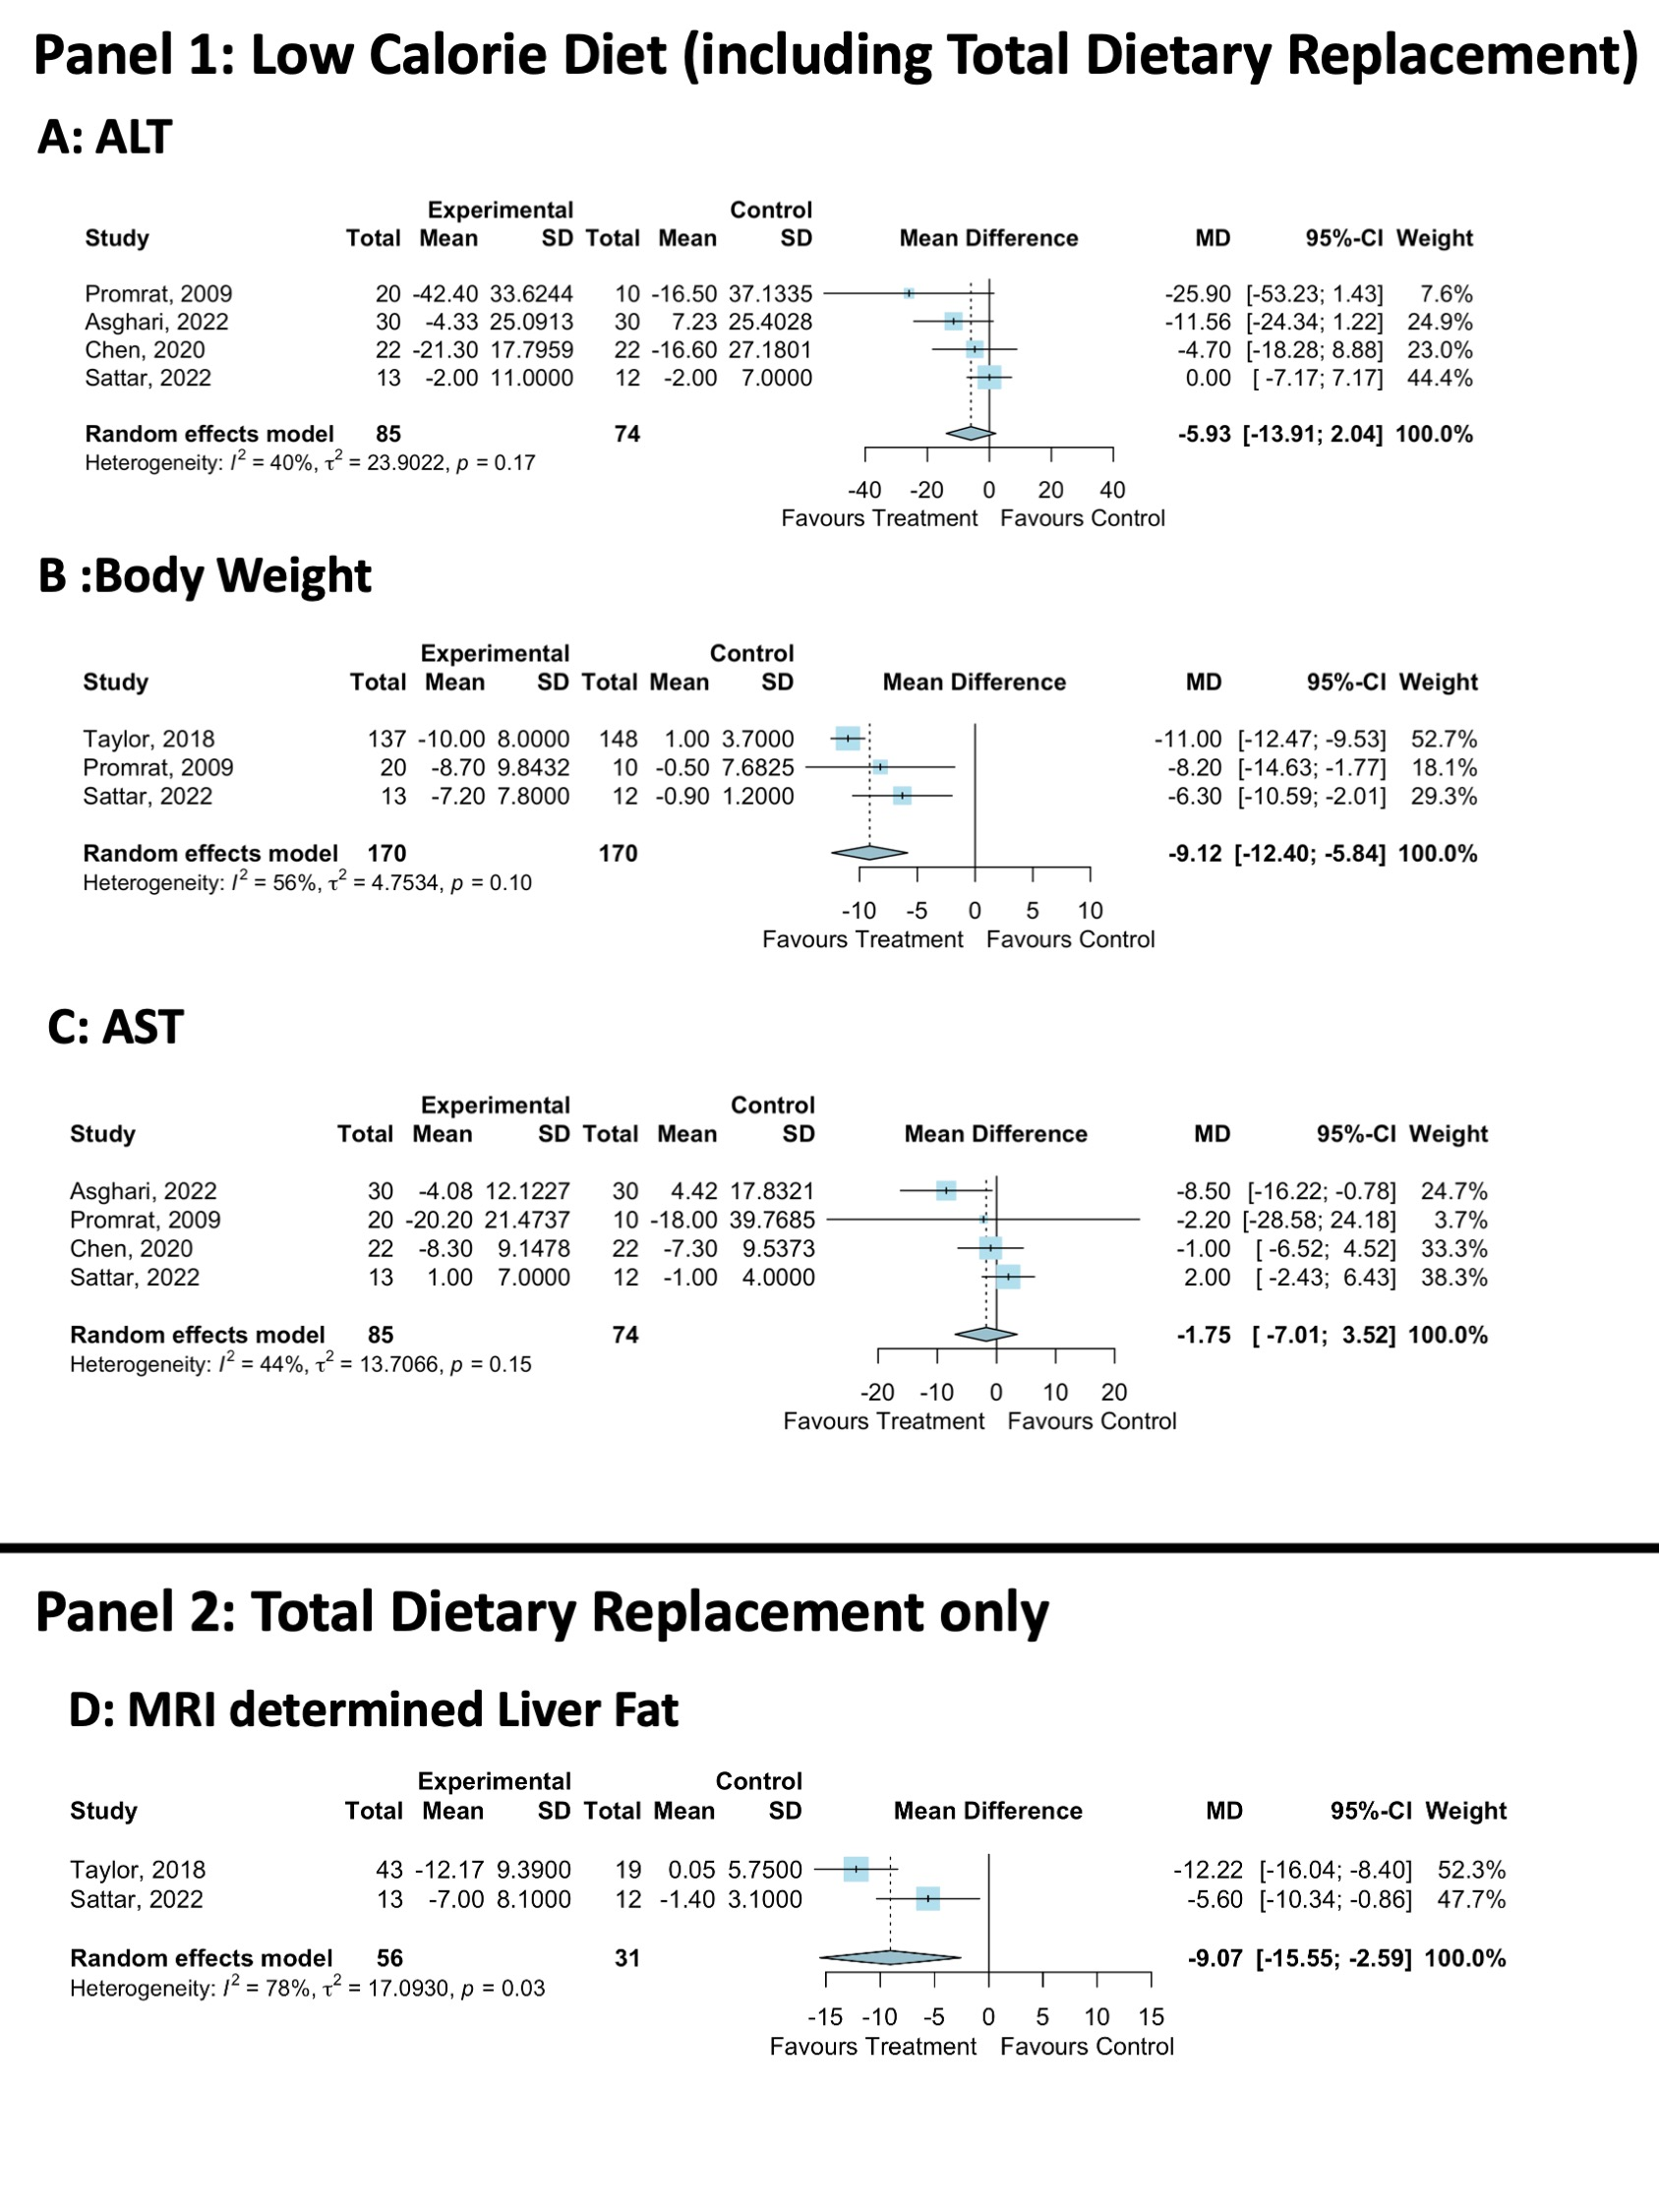 Panel 1: Low Calorie Diet (including Total Dietary Replacement)
A: ALT
Experimental Control
Study Total Mean SD Total Mean SD Mean Difference MD 95%-CI Weight
Promrat, 2009 20 -42.40 33.6244 10 -16.50 37.1335 -25.90 [-53.23; 1.43] 7.6%
Asghari, 2022 30 -4.33 25.0913 30 7.23 25.4028 -11.56 [-24.34; 1.22] 24.9%
Chen, 2020 22 -21.30 17.7959 22 -16.60 27.1801 -4.70 [-18.28; 8.88] 23.0%
Sattar, 2022 13 -2.00 11.0000 12 -2.00 7.0000 0.00 [ -7.17; 7.17] 44.4%
Random effects model 85 74 -5.93 [-13.91; 2.04] 100.0%
Heterogeneity: I² = 40%, τ² = 23.9022, p = 0.17
-40 -20 0 20 40
Favours Treatment Favours Control
B :Body Weight
Experimental Control
Study Total Mean SD Total Mean SD Mean Difference MD 95%-CI Weight
Taylor, 2018 137 -10.00 8.0000 148 1.00 3.7000 -11.00 [-12.47; -9.53] 52.7%
Promrat, 2009 20 -8.70 9.8432 10 -0.50 7.6825 -8.20 [-14.63; -1.77] 18.1%
Sattar, 2022 13 -7.20 7.8000 12 -0.90 1.2000 -6.30 [-10.59; -2.01] 29.3%
Random effects model 170 170 -9.12 [-12.40; -5.84] 100.0%
Heterogeneity: I² = 56%, τ² = 4.7534, p = 0.10
-10 -5 0 5 10
Favours Treatment Favours Control
C: AST
Experimental Control
Study Total Mean SD Total Mean SD Mean Difference MD 95%-CI Weight
Asghari, 2022 30 -4.08 12.1227 30 4.42 17.8321 -8.50 [-16.22; -0.78] 24.7%
Promrat, 2009 20 -20.20 21.4737 10 -18.00 39.7685 -2.20 [-28.58; 24.18] 3.7%
Chen, 2020 22 -8.30 9.1478 22 -7.30 9.5373 -1.00 [ -6.52; 4.52] 33.3%
Sattar, 2022 13 1.00 7.0000 12 -1.00 4.0000 2.00 [ -2.43; 6.43] 38.3%
Random effects model 85 74 -1.75 [ -7.01; 3.52] 100.0%
Heterogeneity: I² = 44%, τ² = 13.7066, p = 0.15
-20 -10 0 10 20
Favours Treatment Favours Control
Panel 2: Total Dietary Replacement only
D: MRI determined Liver Fat
Experimental Control
Study Total Mean SD Total Mean SD Mean Difference MD 95%-CI Weight
Taylor, 2018 43 -12.17 9.3900 19 0.05 5.7500 -12.22 [-16.04; -8.40] 52.3%
Sattar, 2022 13 -7.00 8.1000 12 -1.40 3.1000 -5.60 [-10.34; -0.86] 47.7%
Random effects model 56 31 -9.07 [-15.55; -2.59] 100.0%
Heterogeneity: I² = 78%, τ² = 17.0930, p = 0.03
-15 -10 -5 0 5 10 15
Favours Treatment Favours Control